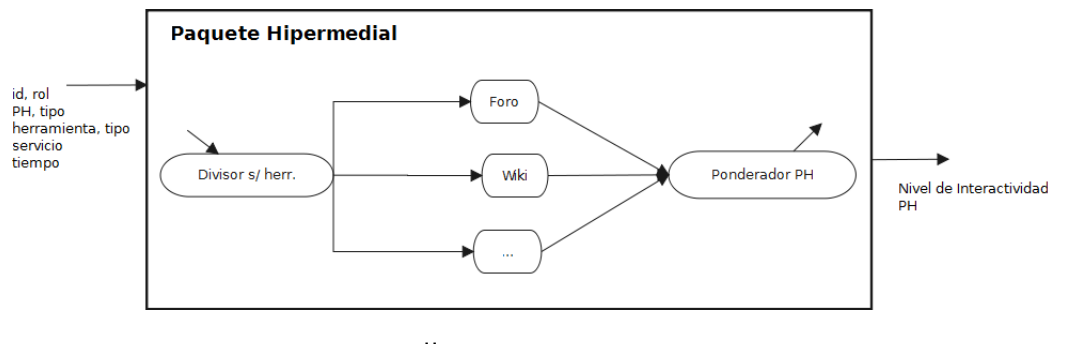 Paquete Hipermedial
id, rol
PH, tipo
herramienta, tipo
servicio
tiempo
Foro
Divisor s/ herr.
Wiki
Ponderador PH
...
Nivel de Interactividad
PH